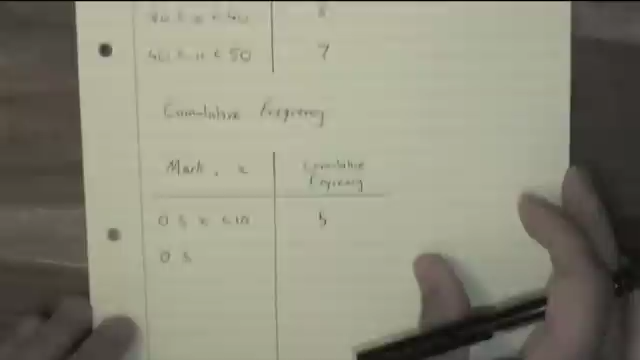 40 ≤ x < 50 7
Cumulative Frequency
Mark, x Cumulative Frequency
0 ≤ x < 10 5
0 ≤